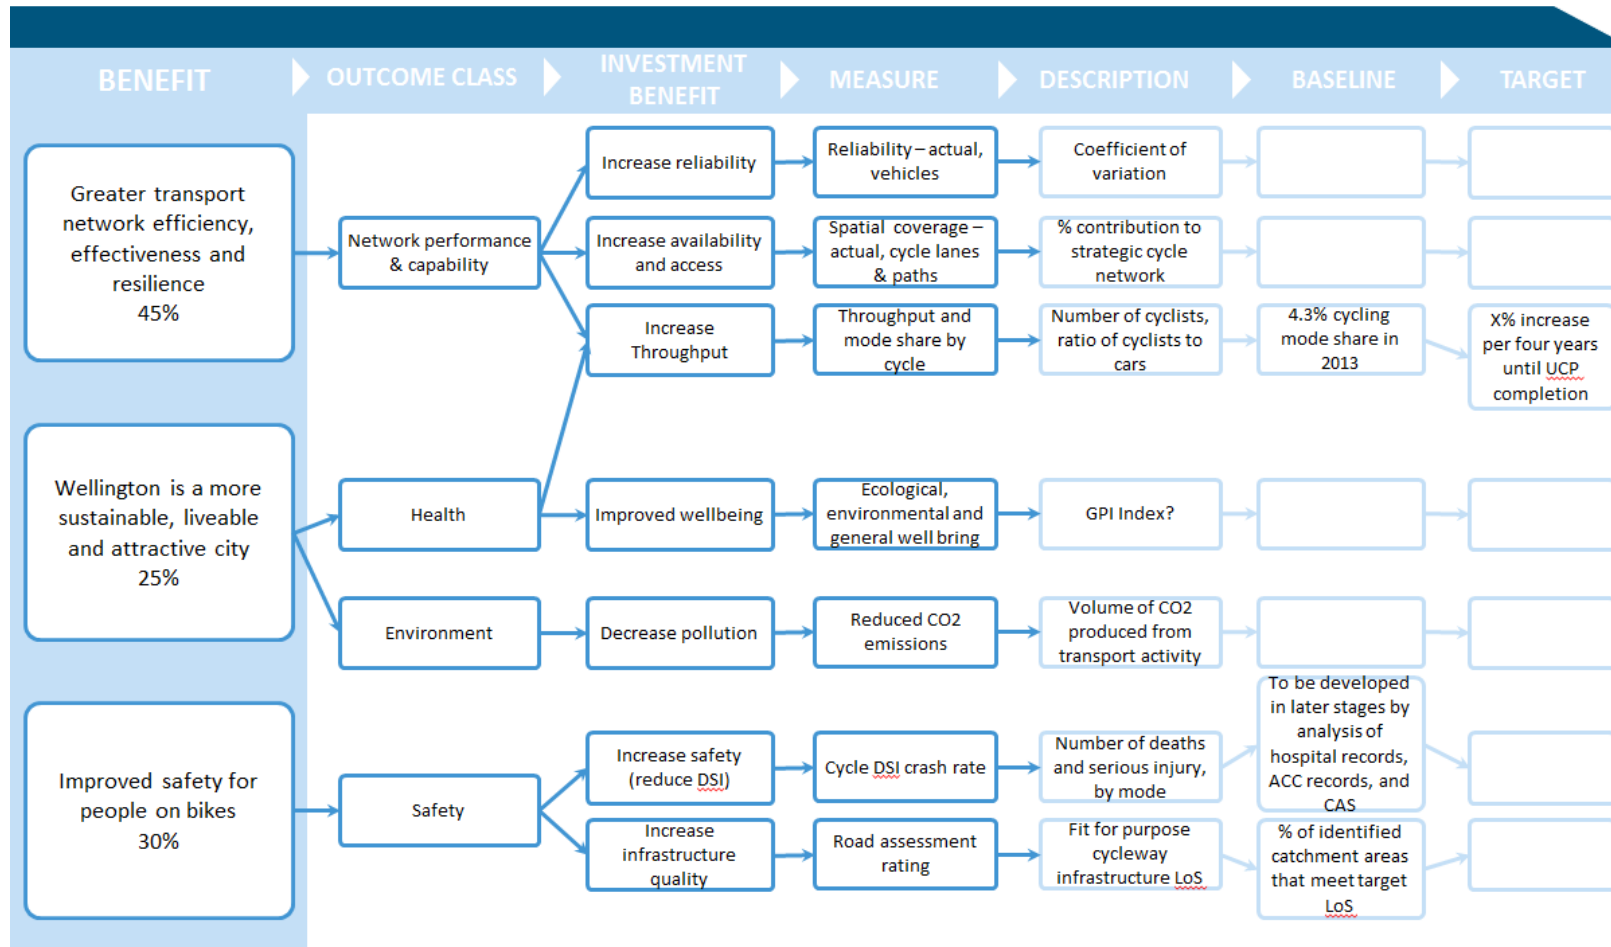 BENEFIT
OUTCOME CLASS
INVESTMENT
BENEFIT
MEASURE
DESCRIPTION
BASELINE
TARGET
Greater transport
network efficiency,
effectiveness and
resilience
45%
Network performance
& capability
Increase reliability
Reliability – actual,
vehicles
Coefficient of
variation
Increase availability
and access
Spatial coverage –
actual, cycle lanes
& paths
% contribution to
strategic cycle
network
Increase
Throughput
Throughput and
mode share by
cycle
Number of cyclists,
ratio of cyclists to
cars
4.3% cycling
mode share in
2013
X% increase
per four years
until UCP
completion
Wellington is a more
sustainable, liveable
and attractive city
25%
Health
Improved wellbeing
Ecological,
environmental and
general well bring
GPI Index?
Environment
Decrease pollution
Reduced CO2
emissions
Volume of CO2
produced from
transport activity
Improved safety for
people on bikes
30%
Safety
Increase safety
(reduce DSI)
Cycle DSI crash rate
Number of deaths
and serious injury,
by mode
To be developed
in later stages by
analysis of
hospital records,
ACC records, and
CAS
Increase
infrastructure
quality
Road assessment
rating
Fit for purpose
cycleway
infrastructure LoS
% of identified
catchment areas
that meet target
LoS